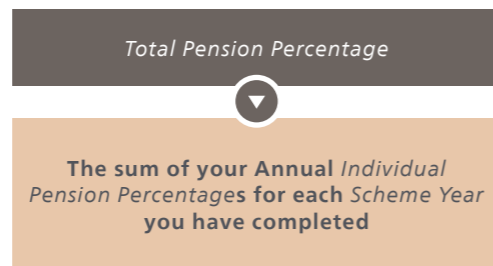 Total Pension Percentage
The sum of your Annual Individual
Pension Percentages for each Scheme Year
you have completed